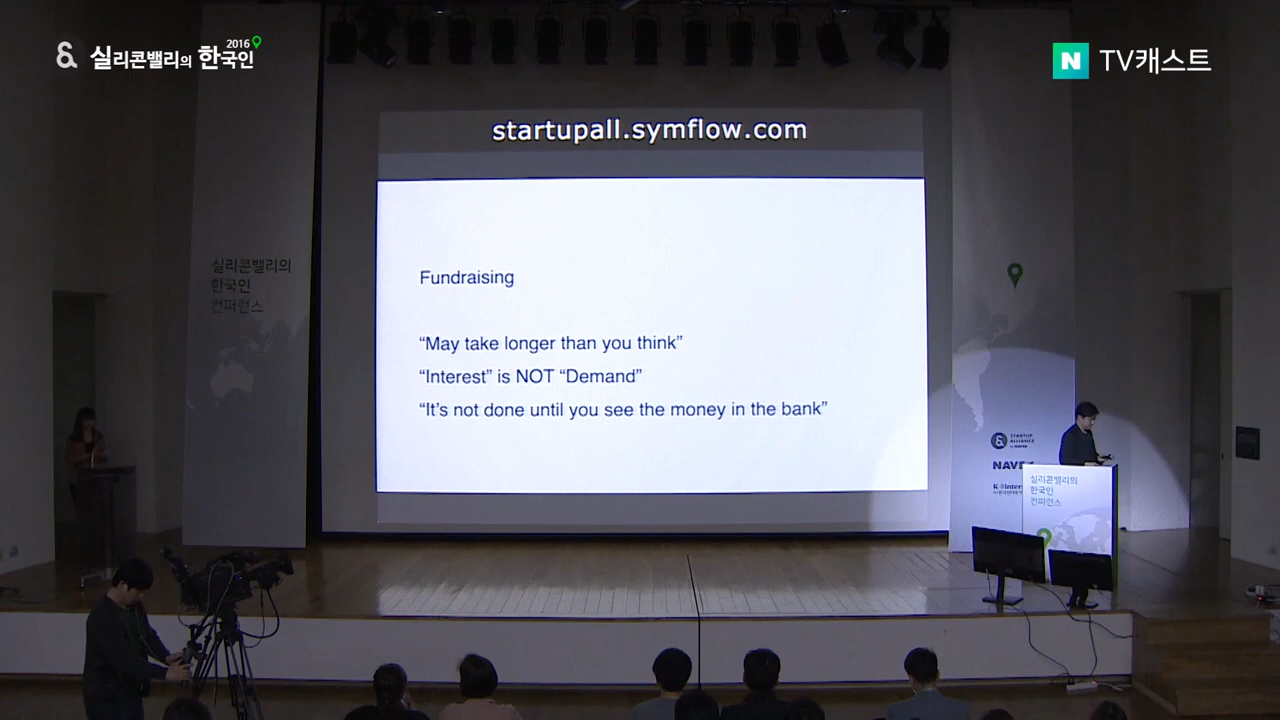 & 실리콘밸리의 한국인 2016
N TV캐스트
startupall.symflow.com
Fundraising
“May take longer than you think”
“Interest” is NOT “Demand”
“It’s not done until you see the money in the bank”
실리콘밸리의
한국인
컨퍼런스
& STARTUP
ALLIANCE
NAVE
실리콘밸리의
한국인
컨퍼런스